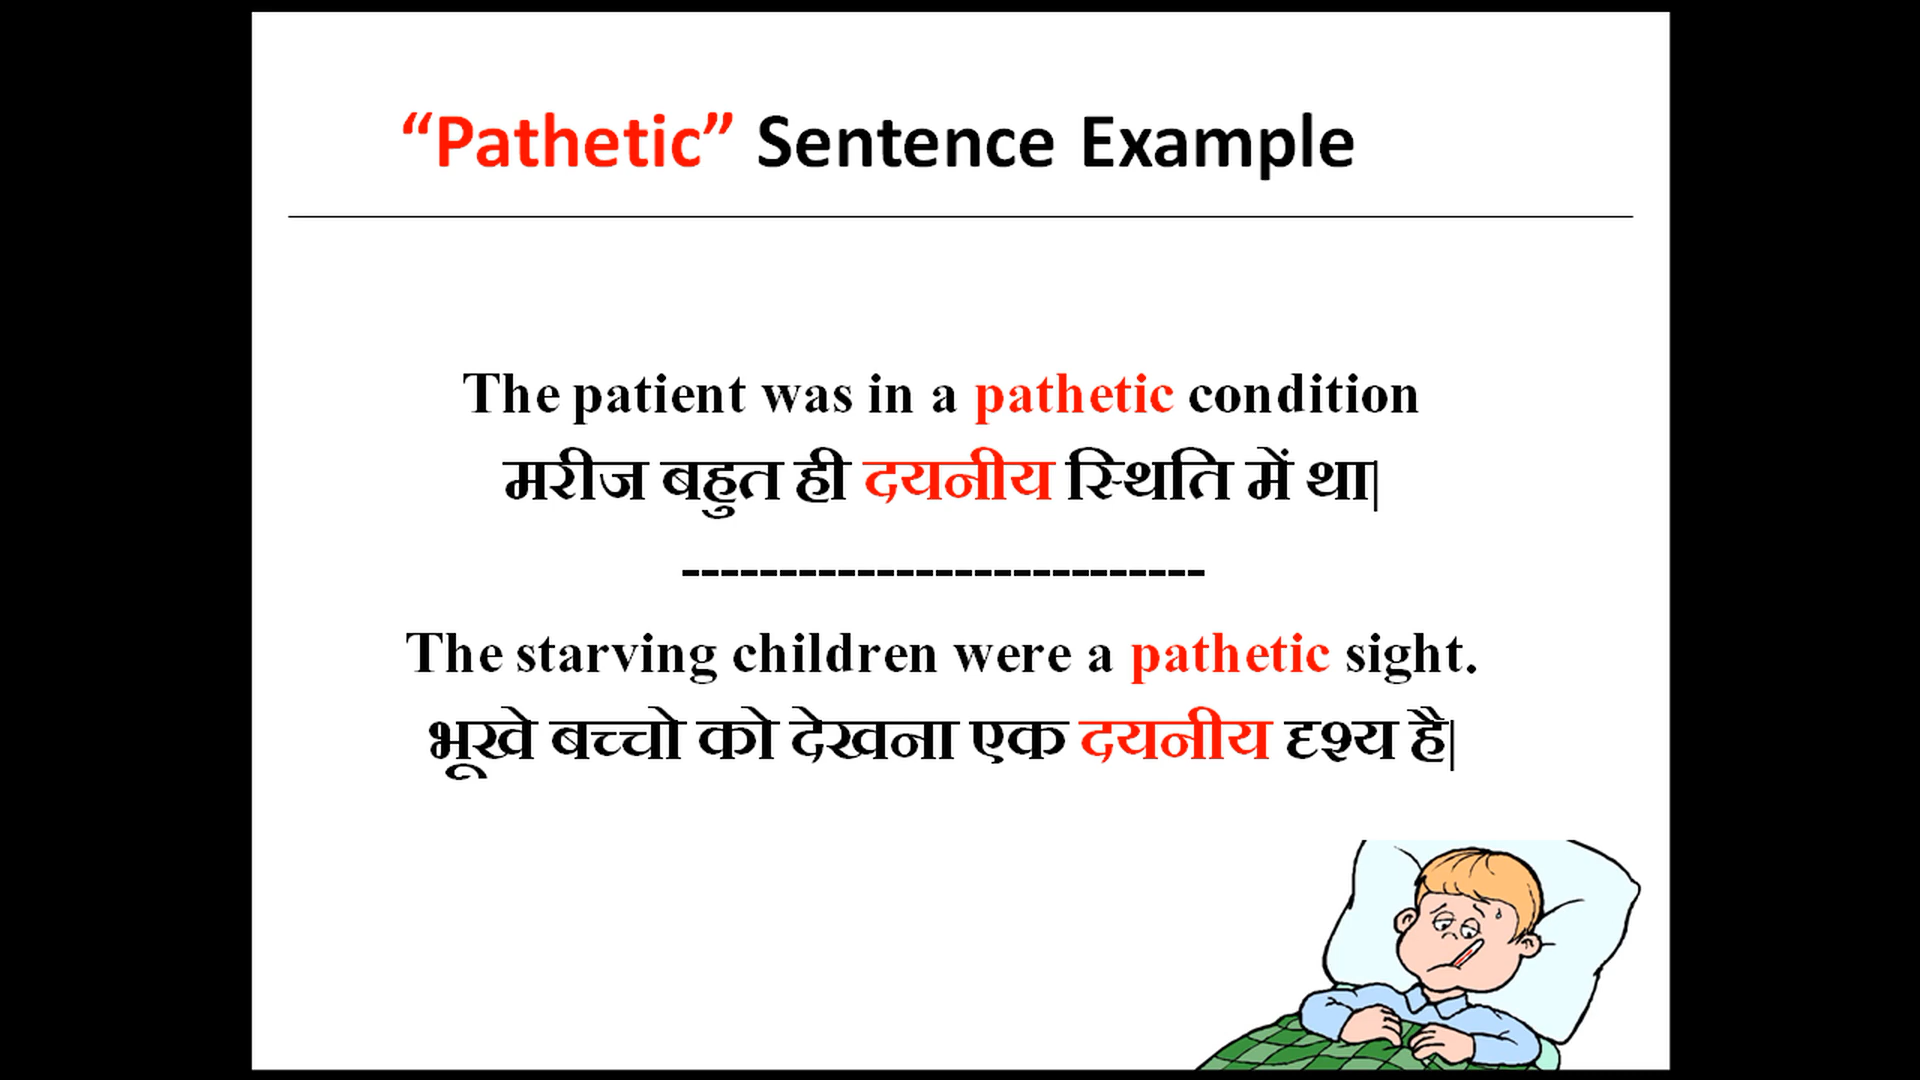 “Pathetic” Sentence Example
The patient was in a pathetic condition
मरीज बहुत ही दयनीय स्थिति में था|
---------------------------
The starving children were a pathetic sight.
भूखे बच्चो को देखना एक दयनीय दृश्य है|